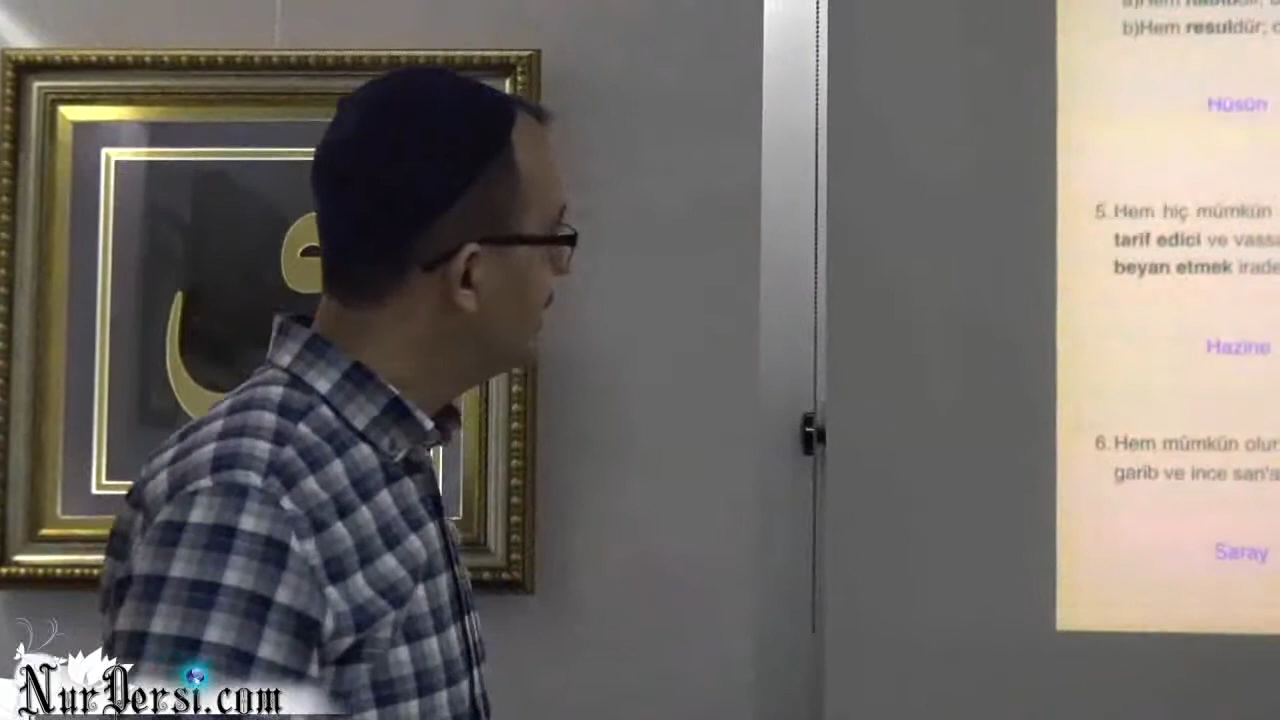 b)Hem resuldür;
Hüsün
5. Hem hiç mümkün
tarif edici ve
beyan etmek
Hazine
6. Hem mümkün
garib ve ince
Saray
NurDersi.com